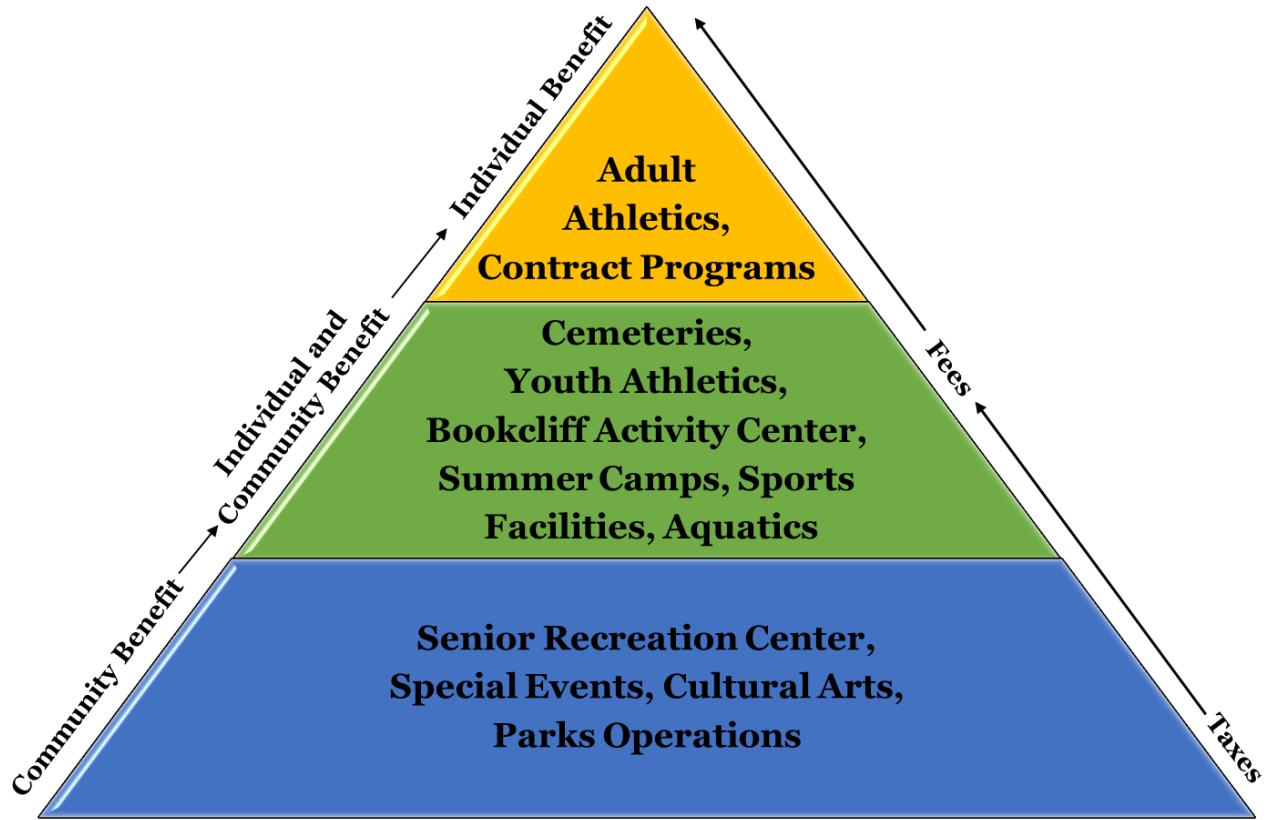 Individual Benefit
Adult
Athletics,
Contract Programs
Individual and
Community Benefit
Fees
Cemeteries,
Youth Athletics,
Bookcliff Activity Center,
Summer Camps, Sports
Facilities, Aquatics
Community Benefit
Senior Recreation Center,
Special Events, Cultural Arts,
Parks Operations
Taxes